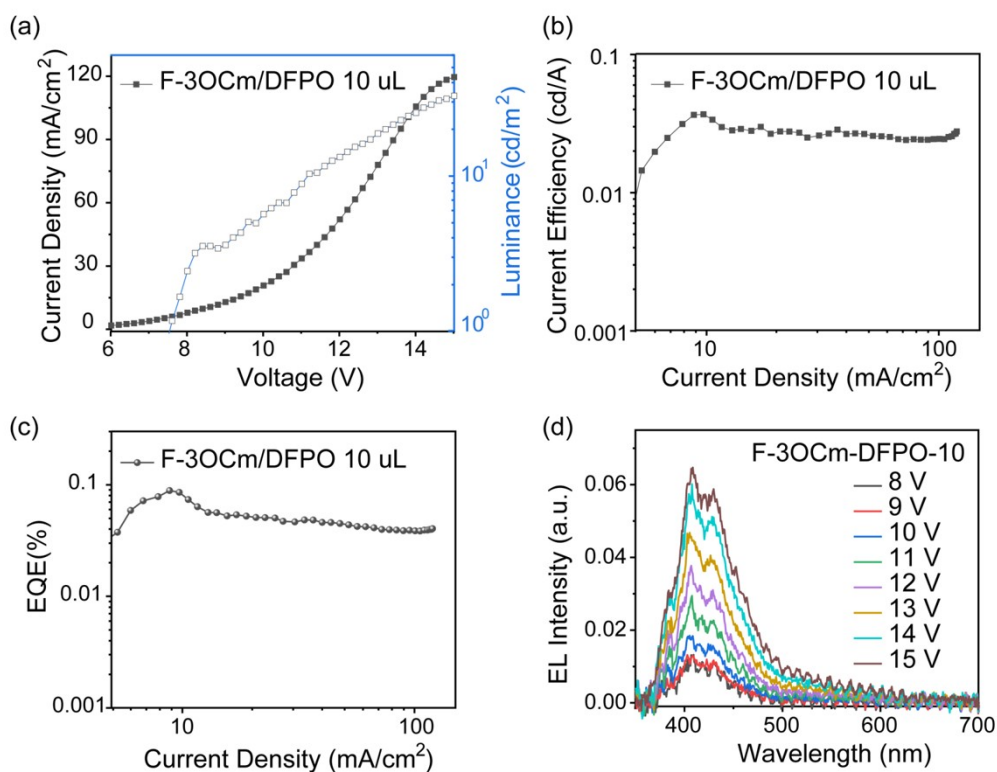 (a)
Current Density (mA/cm²)
120
90
60
30
0
F-3OCm/DFPO 10 uL
10¹
10⁰
Luminance (cd/m²)
6
8
10
12
14
Voltage (V)
(b)
Current Efficiency (cd/A)
0.1
0.01
0.001
F-3OCm/DFPO 10 uL
10
100
Current Density (mA/cm²)
(c)
EQE(%)
0.1
0.01
0.001
F-3OCm/DFPO 10 uL
10
100
Current Density (mA/cm²)
(d)
EL Intensity (a.u.)
0.06
0.04
0.02
0.00
F-3OCm-DFPO-10
8 V
9 V
10 V
11 V
12 V
13 V
14 V
15 V
400
500
600
700
Wavelength (nm)